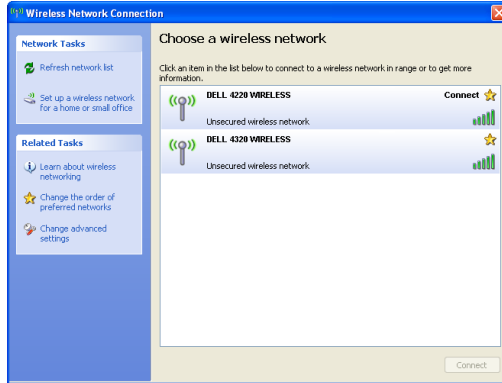 Wireless Network Connection
Network Tasks
Refresh network list
Set up a wireless network
for a home or small office
Related Tasks
Learn about wireless
networking
Change the order of
preferred networks
Change advanced
settings
Choose a wireless network
Click an item in the list below to connect to a wireless network in range or to get more
information.
DELL 4220 WIRELESS Connect
Unsecured wireless network
DELL 4320 WIRELESS
Unsecured wireless network
Connect